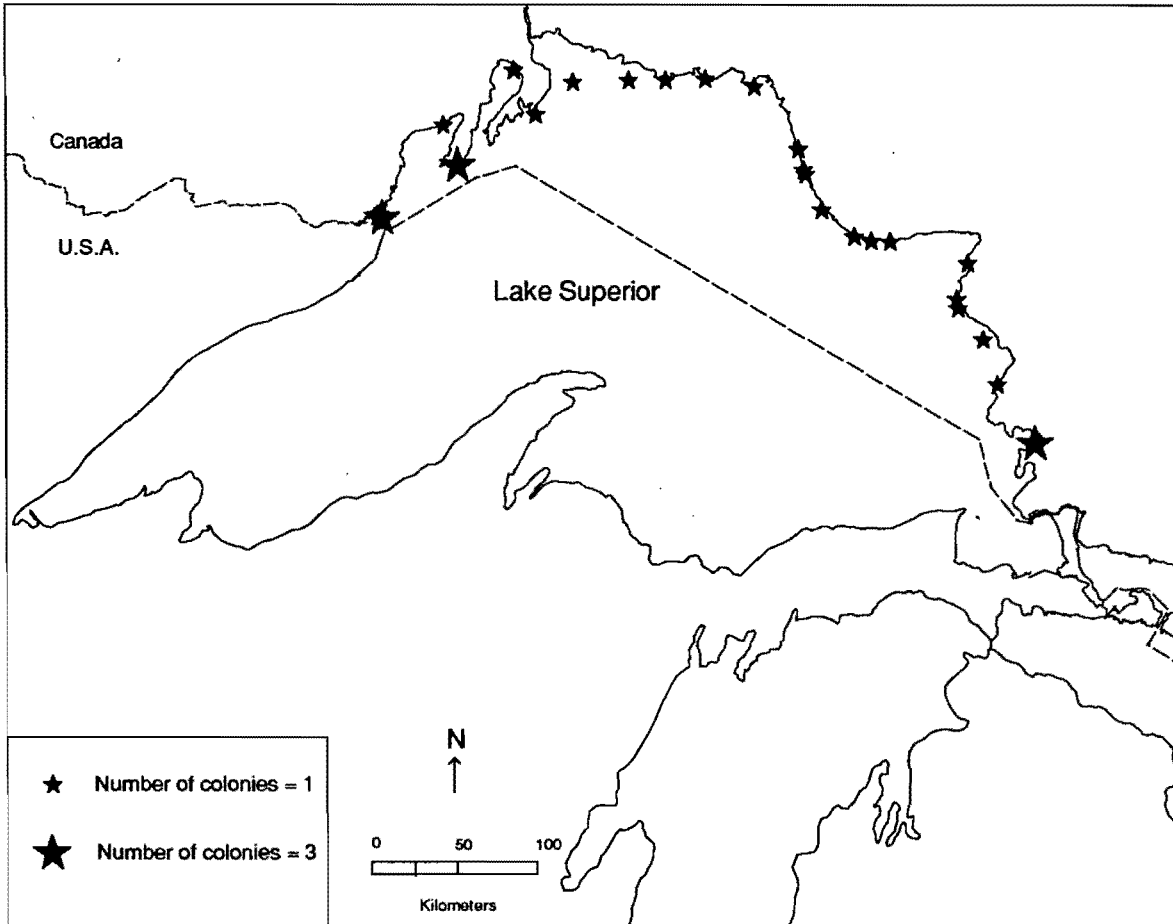 Canada
U.S.A.
Lake Superior
N
Number of colonies = 1
Number of colonies = 3
0 50 100
Kilometers